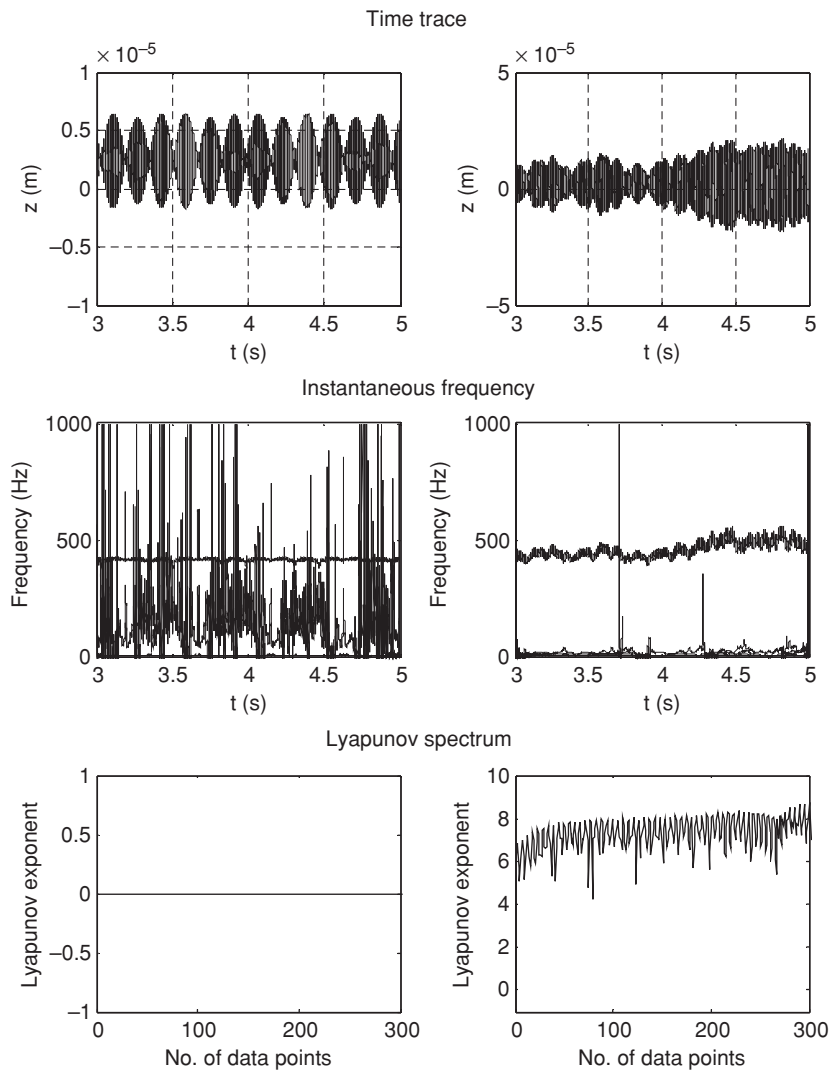 Time trace
× 10–5 × 10–5
1 5
0.5
0 0
–0.5
–1 –5
z (m) z (m)
3 3.5 4 4.5 5 3 3.5 4 4.5 5
t (s) t (s)
Instantaneous frequency
1000 1000
500 500
0 0
Frequency (Hz) Frequency (Hz)
3 3.5 4 4.5 5 3 3.5 4 4.5 5
t (s) t (s)
Lyapunov spectrum
1 10
0.5 8
6
0 4
–0.5 2
0
–1
Lyapunov exponent Lyapunov exponent
0 100 200 300 0 100 200 300
No. of data points No. of data points